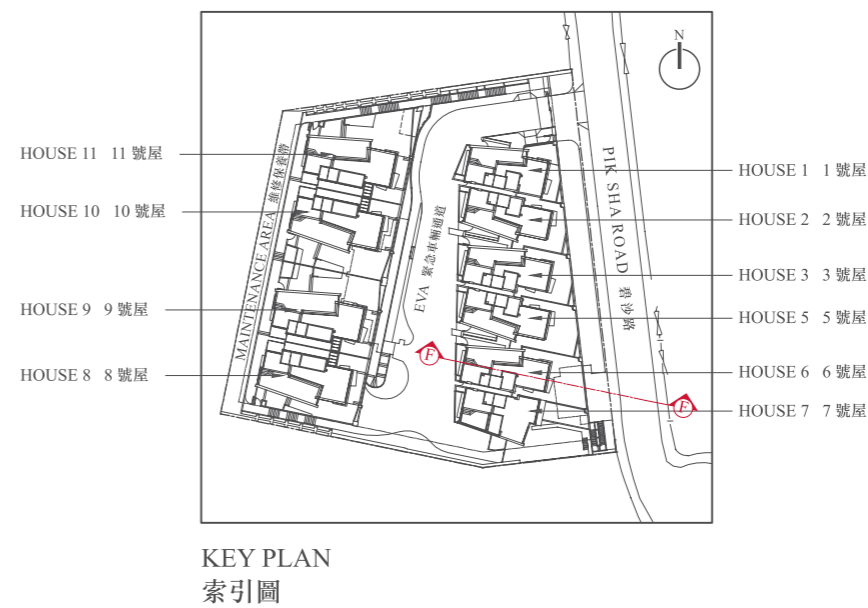 N
HOUSE 11 11 號屋
HOUSE 10 10 號屋
HOUSE 9 9 號屋
HOUSE 8 8 號屋
MAINTENANCE AREA 維修保養帶
EVA 緊急車輛通道
F
F
PIK SHA ROAD 碧沙路
HOUSE 1 1 號屋
HOUSE 2 2 號屋
HOUSE 3 3 號屋
HOUSE 5 5 號屋
HOUSE 6 6 號屋
HOUSE 7 7 號屋
KEY PLAN
索引圖